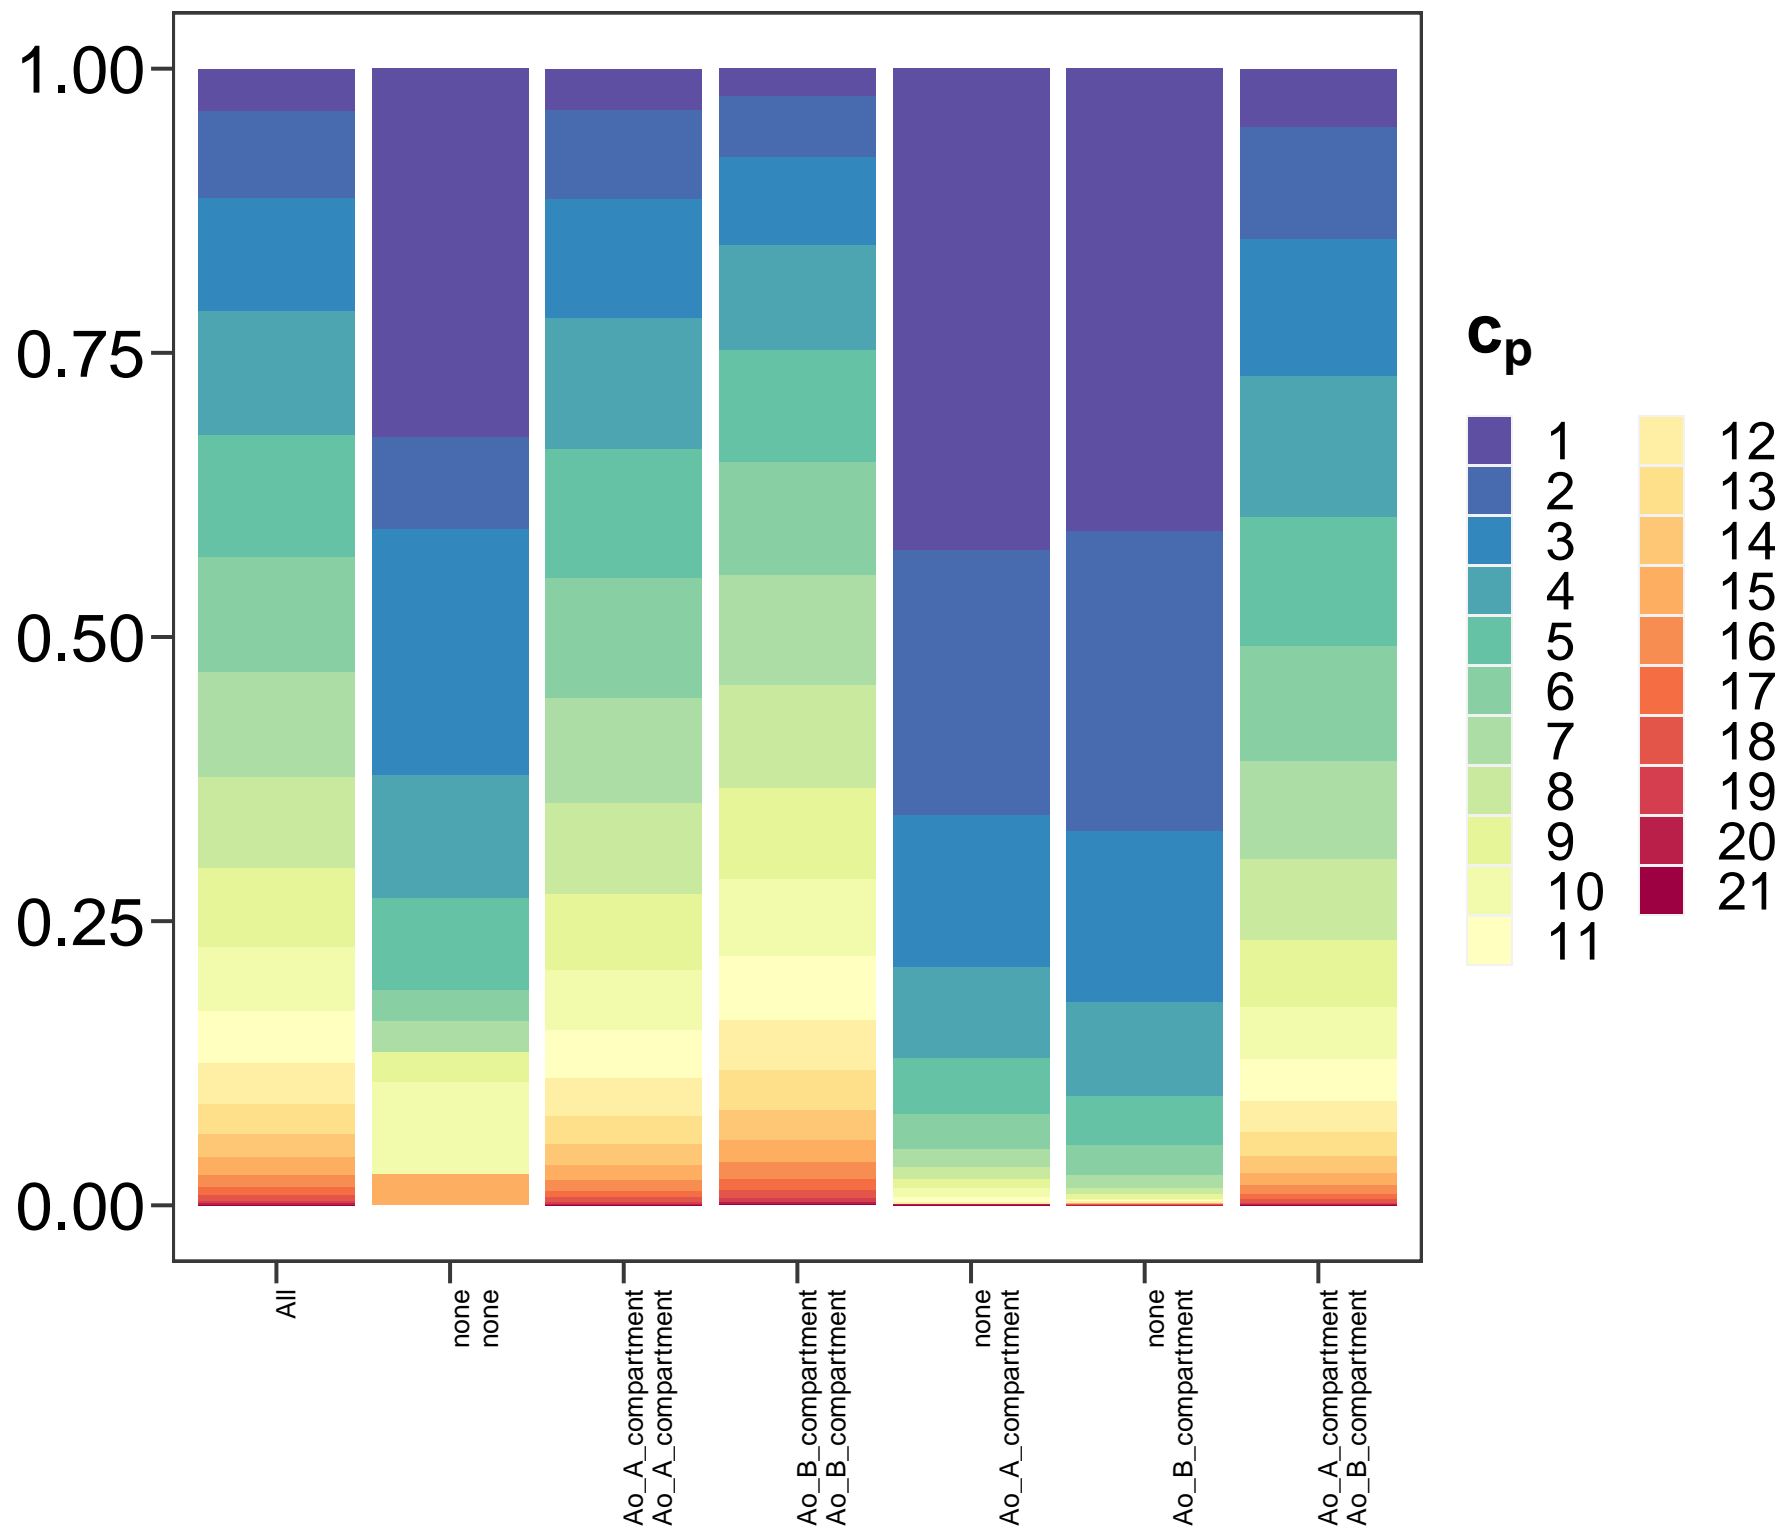 1.00
0.75
0.50
0.25
0.00
All
none
none
Ao_A_compartment
Ao_A_compartment
Ao_B_compartment
Ao_B_compartment
none
Ao_A_compartment
none
Ao_B_compartment
Ao_A_compartment
Ao_B_compartment
cp
1
2
3
4
5
6
7
8
9
10
11
12
13
14
15
16
17
18
19
20
21